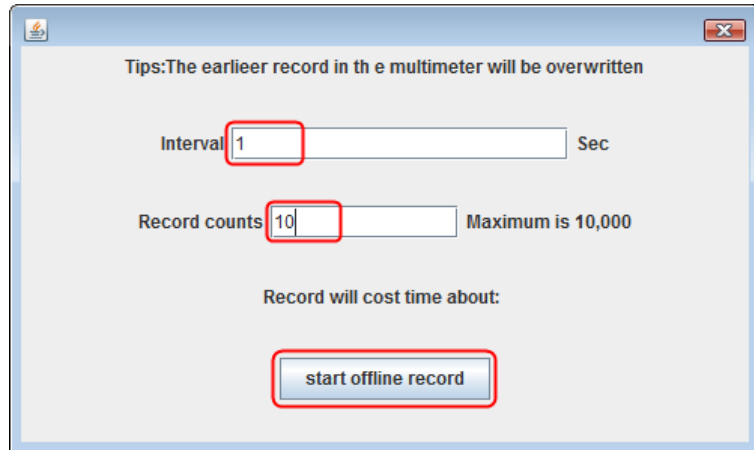 Tips:The earlieer record in th e multimeter will be overwritten
Interval 1 Sec
Record counts 10 Maximum is 10,000
Record will cost time about:
start offline record